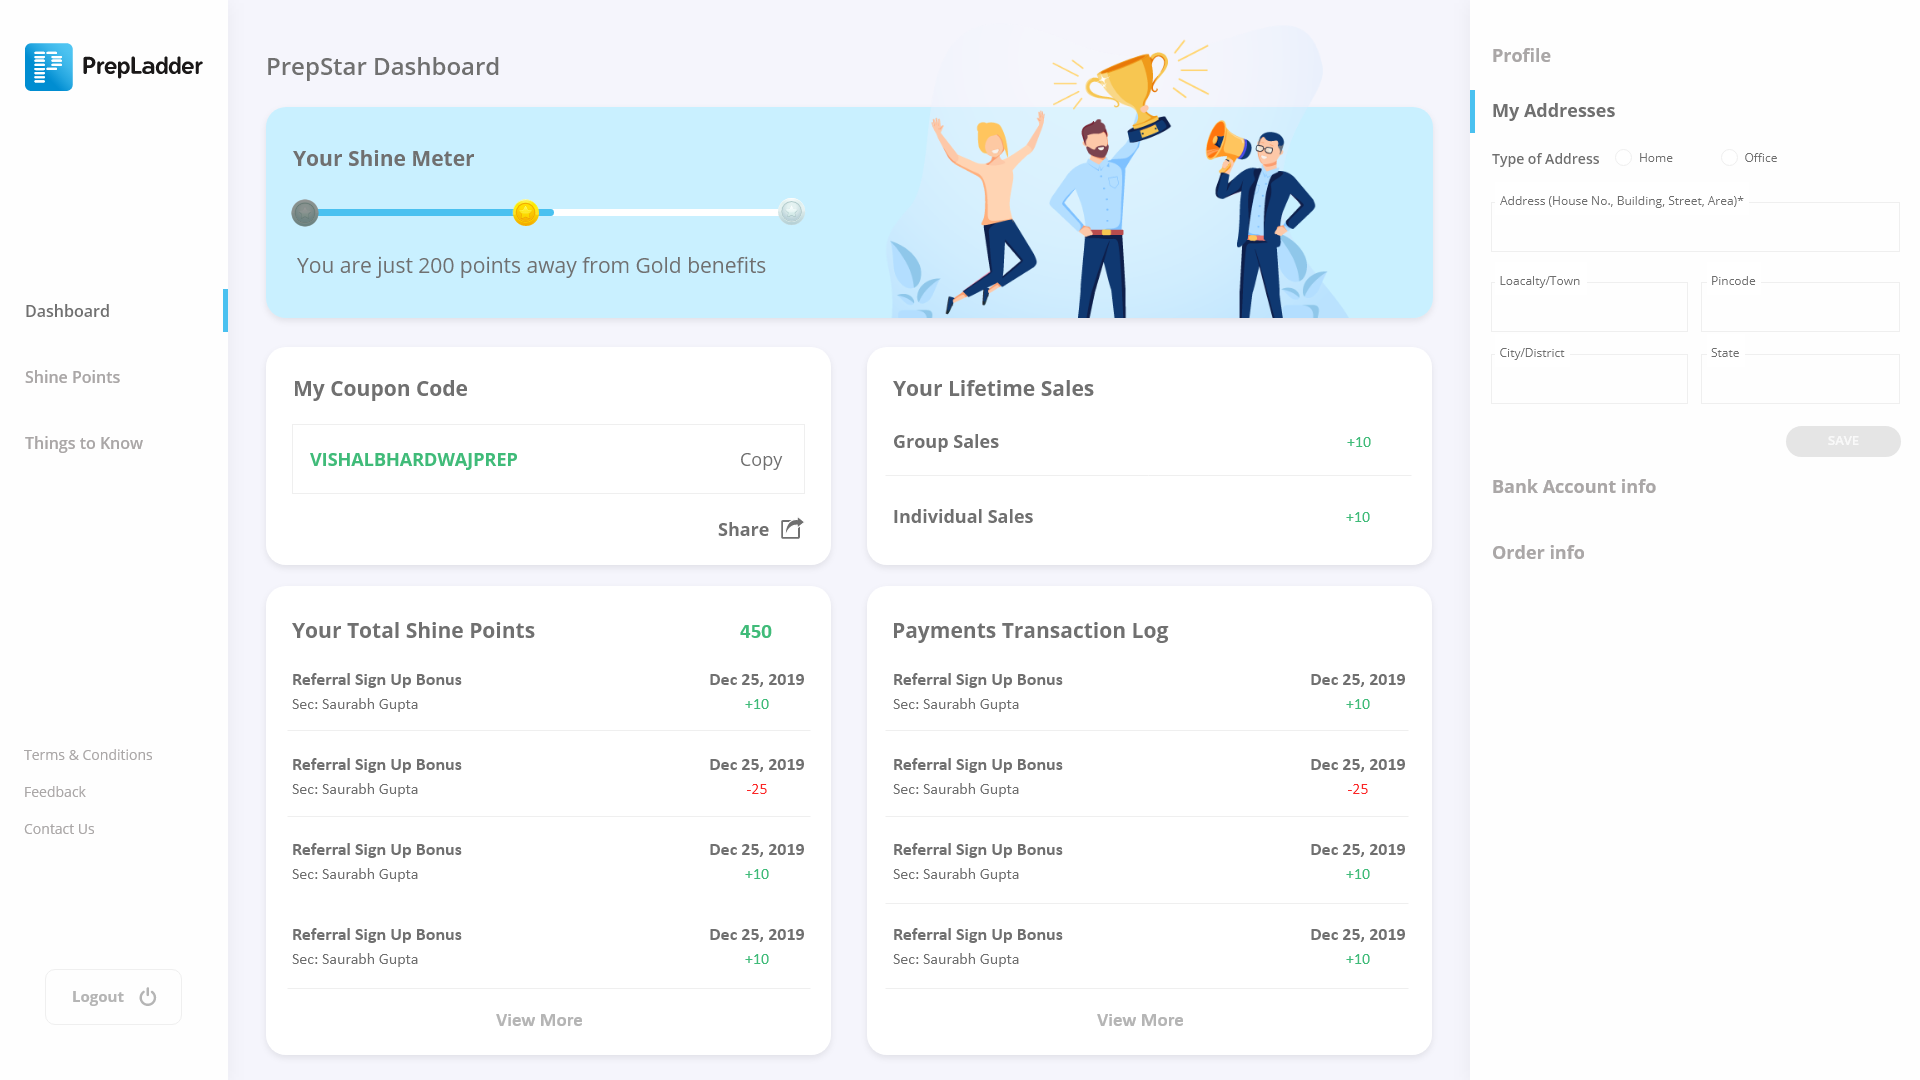 PrepLadder
Dashboard
Shine Points
Things to Know
Terms & Conditions
Feedback
Contact Us
Logout
PrepStar Dashboard
Your Shine Meter
You are just 200 points away from Gold benefits
My Coupon Code
VISHALBHARDWAJPREP Copy
Share
Your Lifetime Sales
Group Sales +10
Individual Sales +10
Your Total Shine Points 450
Referral Sign Up Bonus Dec 25, 2019
Sec: Saurabh Gupta +10
Referral Sign Up Bonus Dec 25, 2019
Sec: Saurabh Gupta -25
Referral Sign Up Bonus Dec 25, 2019
Sec: Saurabh Gupta +10
Referral Sign Up Bonus Dec 25, 2019
Sec: Saurabh Gupta +10
View More
Payments Transaction Log
Referral Sign Up Bonus Dec 25, 2019
Sec: Saurabh Gupta +10
Referral Sign Up Bonus Dec 25, 2019
Sec: Saurabh Gupta -25
Referral Sign Up Bonus Dec 25, 2019
Sec: Saurabh Gupta +10
Referral Sign Up Bonus Dec 25, 2019
Sec: Saurabh Gupta +10
View More
Profile
My Addresses
Type of Address Home Office
Address (House No., Building, Street, Area)*
Loacalty/Town Pincode
City/District State
SAVE
Bank Account info
Order info